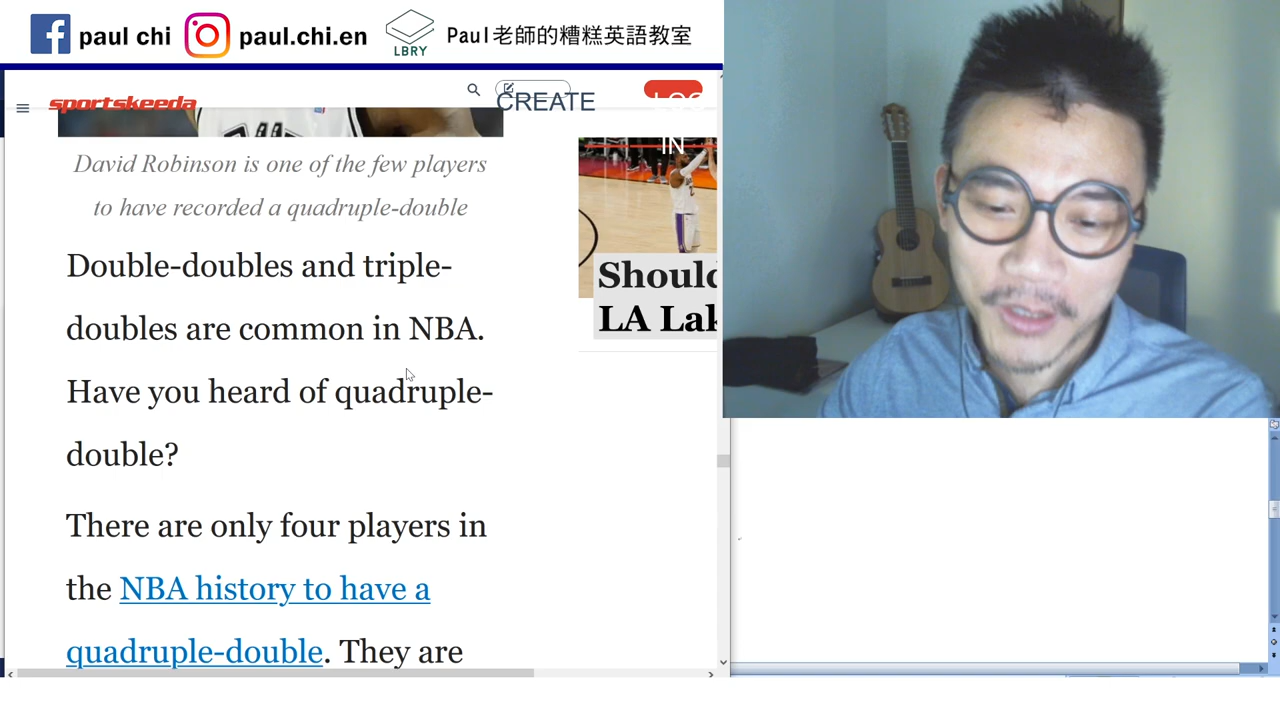 paul chi
paul.chi.en
LBRY
Paul老師的糟糕英語教室
sportskeeda
CREATE
LOG
IN
David Robinson is one of the few players
to have recorded a quadruple-double
Double-doubles and triple-
doubles are common in NBA.
Have you heard of quadruple-
double?
There are only four players in
the NBA history to have a
quadruple-double. They are
Should
LA Lak